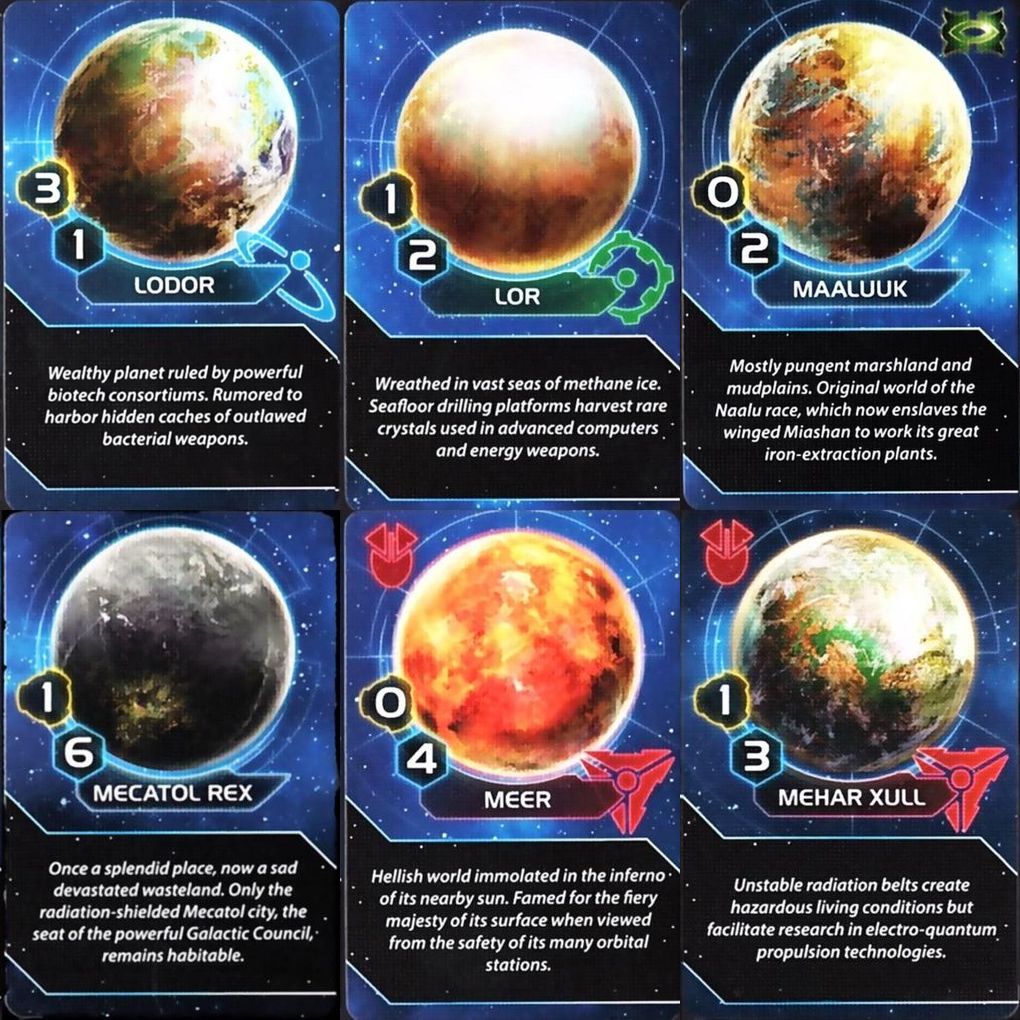 3
1
LODOR
Wealthy planet ruled by powerful
biotech consortiums. Rumored to
harbor hidden caches of outlawed
bacterial weapons.
1
2
LOR
Wreathed in vast seas of methane ice.
Seafloor drilling platforms harvest rare
crystals used in advanced computers
and energy weapons.
0
2
MAALUUK
Mostly pungent marshland and
mudplains. Original world of the
Naalu race, which now enslaves the
winged Miashan to work its great
iron-extraction plants.
1
6
MECATOL REX
Once a splendid place, now a sad
devastated wasteland. Only the
radiation-shielded Mecatol city, the
seat of the powerful Galactic Council,
remains habitable.
0
4
MEER
Hellish world immolated in the inferno
of its nearby sun. Famed for the fiery
majesty of its surface when viewed
from the safety of its many orbital
stations.
1
3
MEHAR XULL
Unstable radiation belts create
hazardous living conditions but
facilitate research in electro-quantum
propulsion technologies.